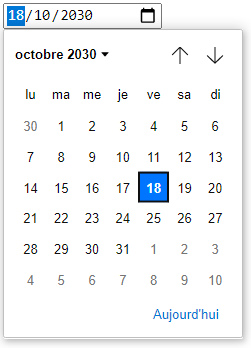 18/10/2030
octobre 2030
lu ma me je ve sa di
30 1 2 3 4 5 6
7 8 9 10 11 12 13
14 15 16 17 18 19 20
21 22 23 24 25 26 27
28 29 30 31 1 2 3
4 5 6 7 8 9 10
Aujourd'hui